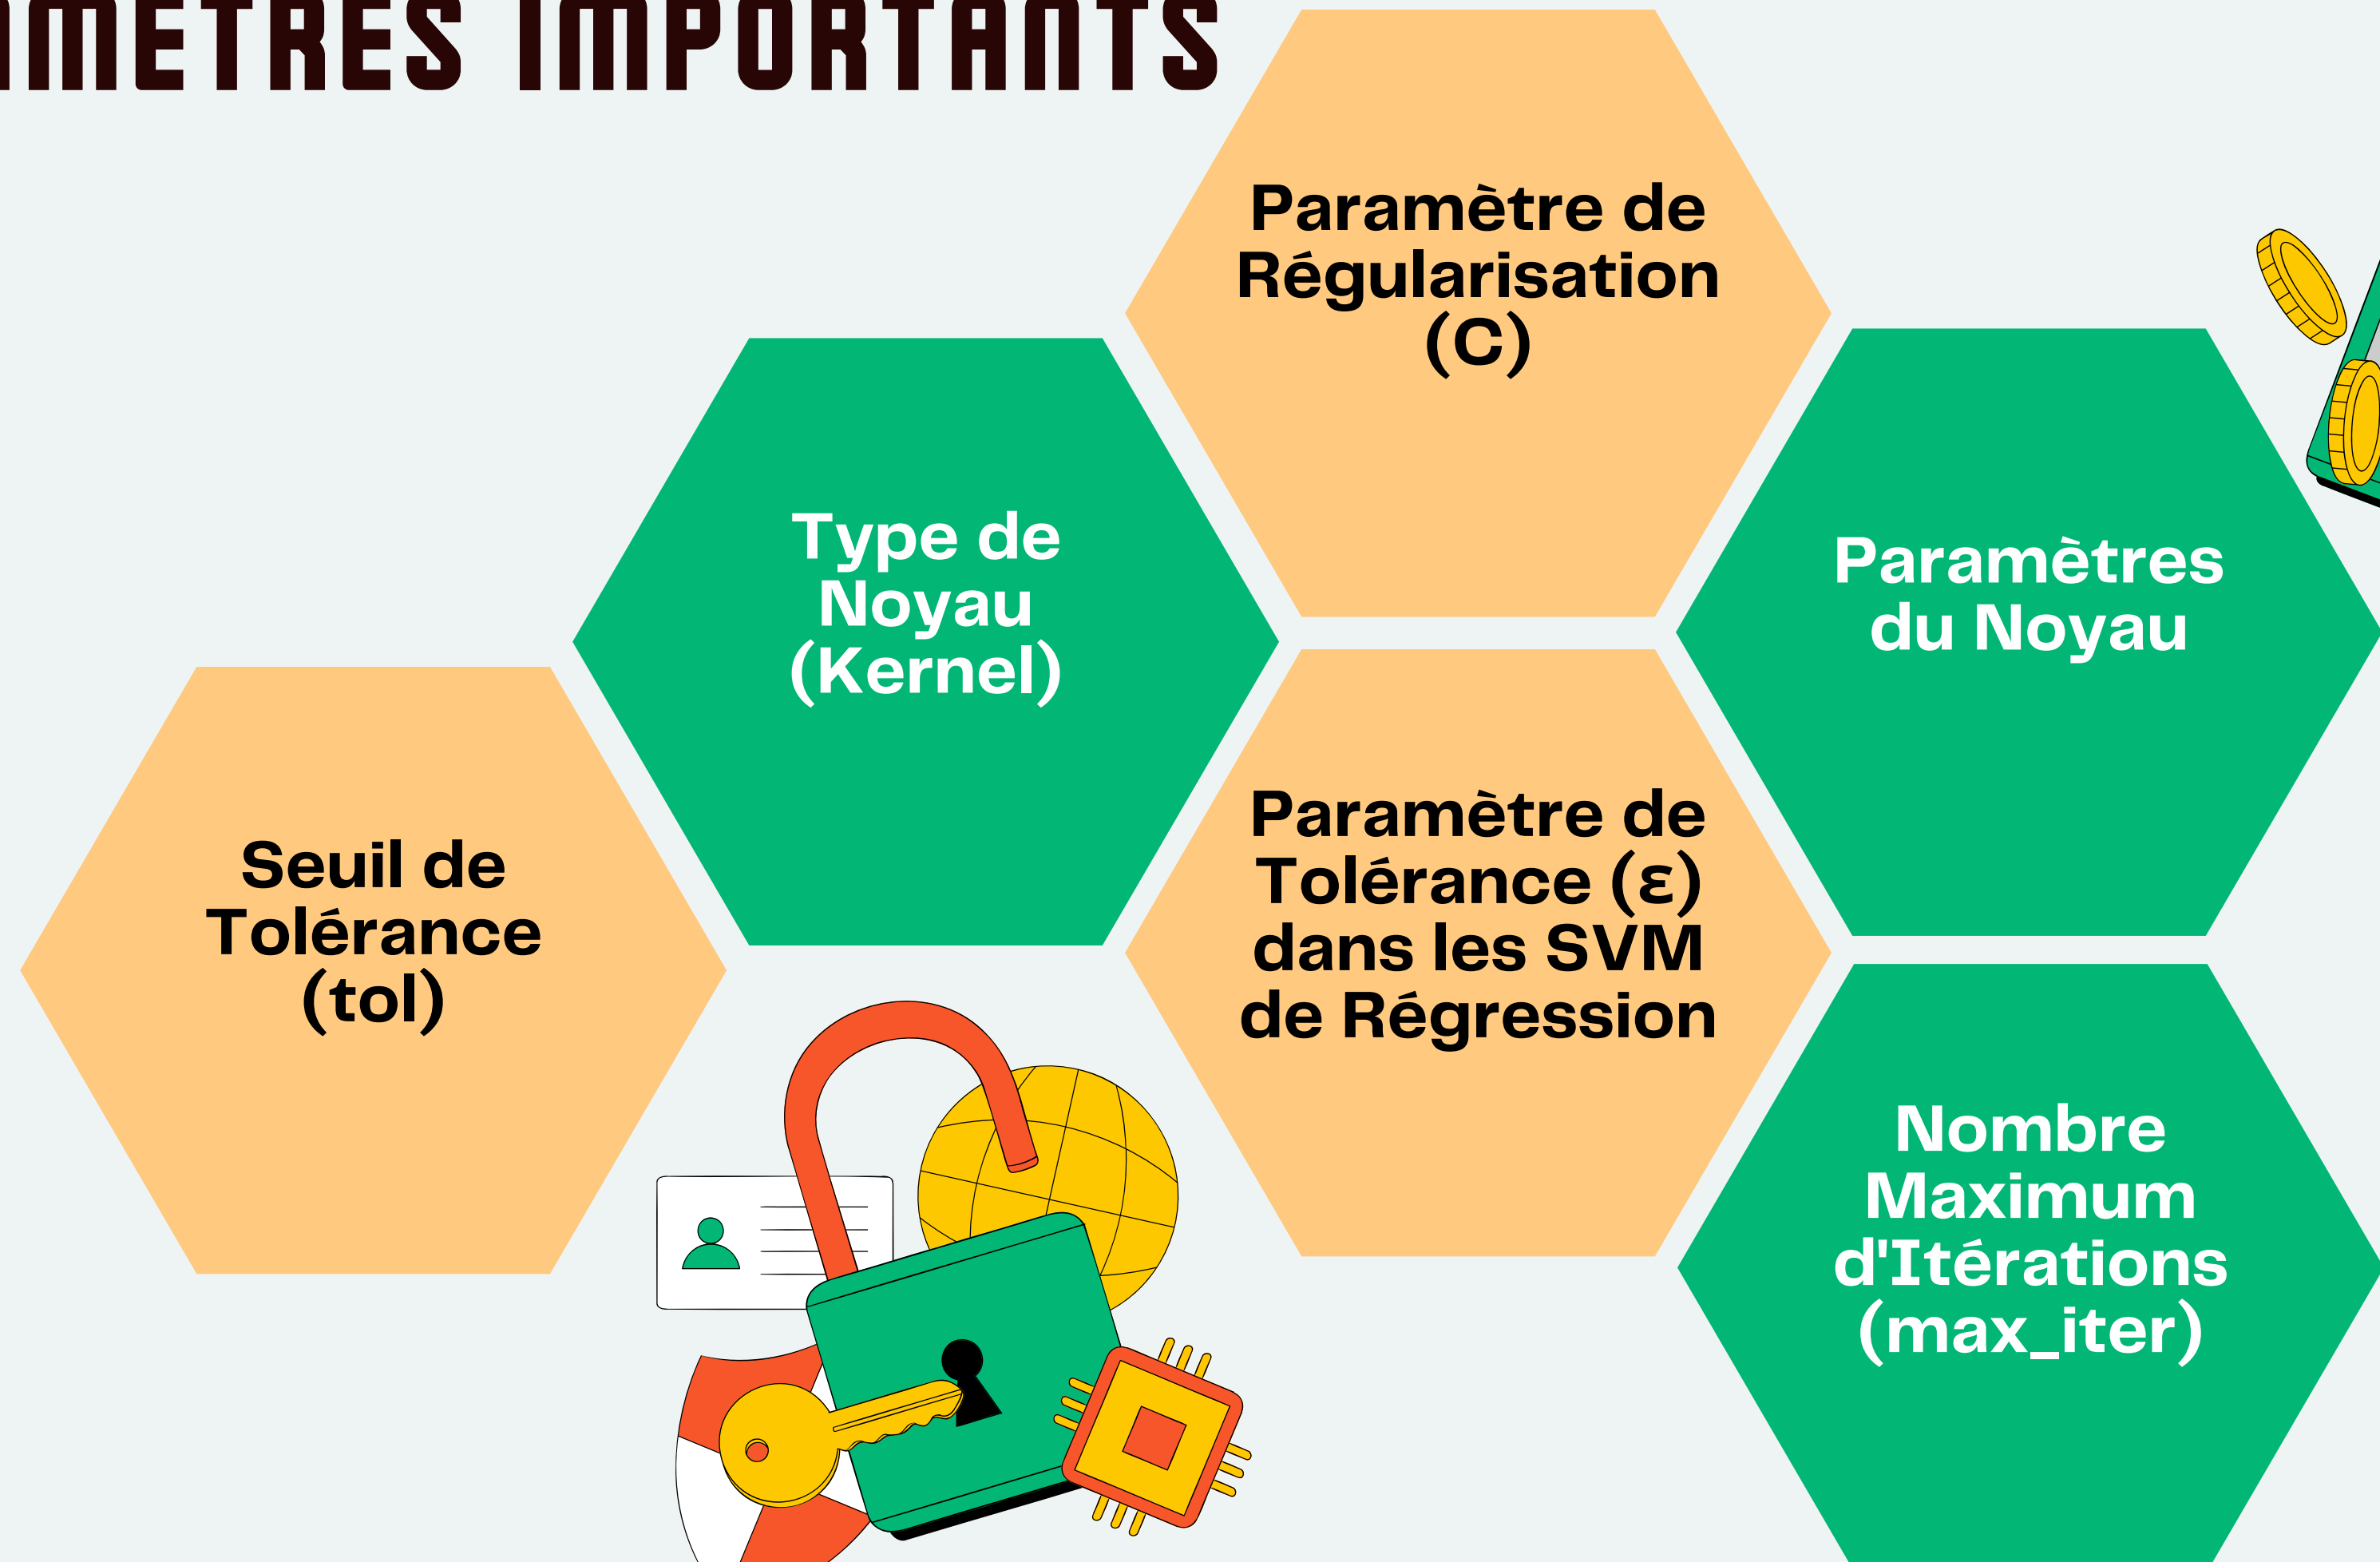 IMPORTANTS
Paramètre de
Régularisation
(C)
Type de
Noyau
(Kernel)
Paramètres
du Noyau
Seuil de
Tolérance
(tol)
Paramètre de
Tolérance (ε)
dans les SVM
de Régression
Nombre
Maximum
d'Itérations
(max_iter)